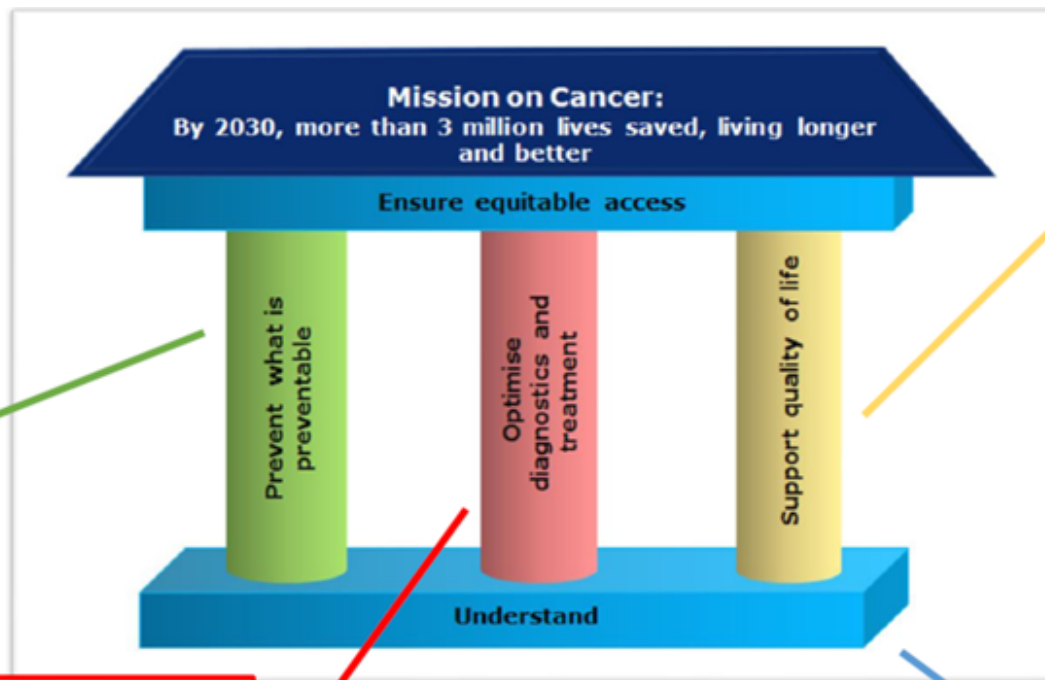 Mission on Cancer:
By 2030, more than 3 million lives saved, living longer
and better
Ensure equitable access
Prevent what is
preventable
Optimise
diagnostics and
treatment
Support quality of life
Understand